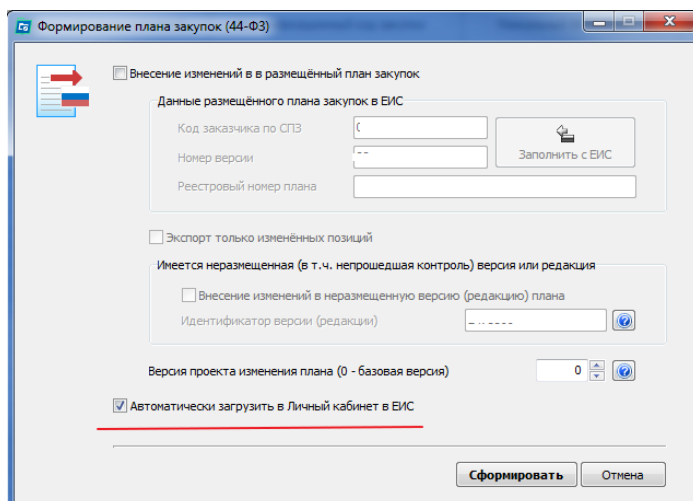 Формирование плана закупок (44-ФЗ)
Внесение изменений в в размещённый план закупок
Данные размещённого плана закупок в ЕИС
Код заказчика по СПЗ
Номер версии
Заполнить с ЕИС
Реестровый номер плана
Экспорт только изменённых позиций
Имеется неразмещенная (в т.ч. непрошедшая контроль) версия или редакция
Внесение изменений в неразмещенную версию (редакцию) плана
Идентификатор версии (редакции)
Версия проекта изменения плана (0 - базовая версия) 0
Автоматически загрузить в Личный кабинет в ЕИС
Сформировать Отмена